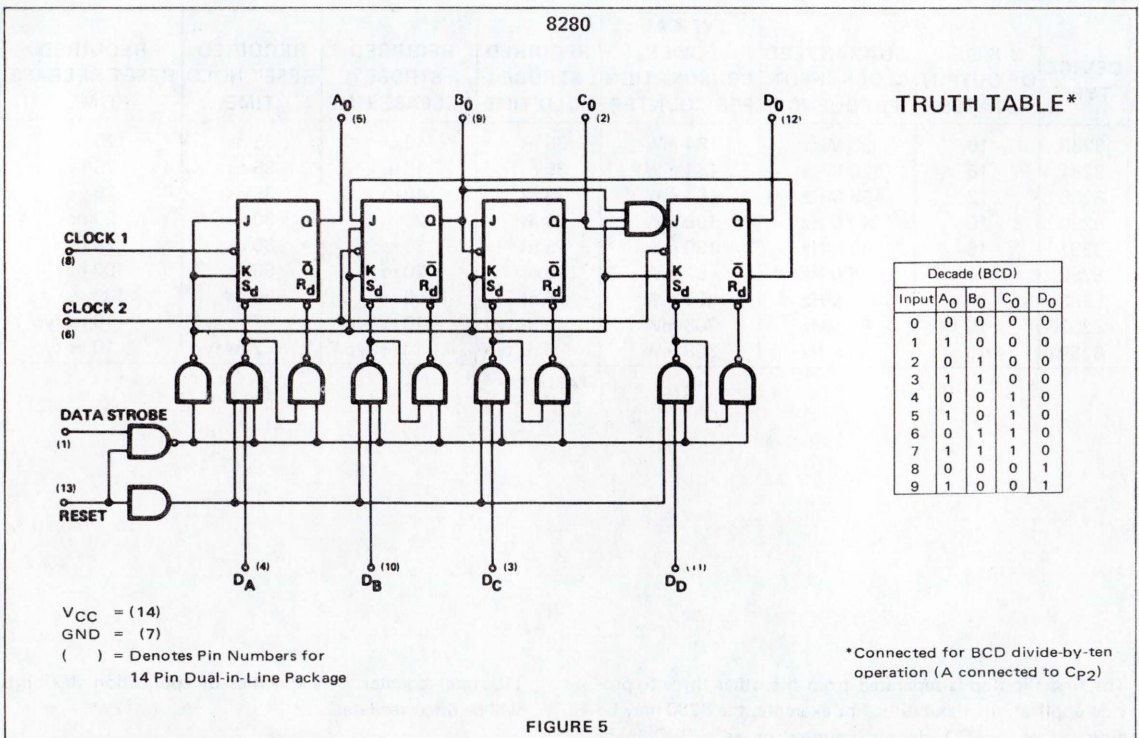 8280
TRUTH TABLE*
A0 B0 C0 D0
(5) (9) (2) (12)
J Q J Q J Q J Q
CLOCK 1
(8)
K Q̅ K Q̅ K Q̅ K Q̅
Sd Rd Sd Rd Sd Rd Sd Rd
CLOCK 2
(6)
DATA STROBE
(1)
(13)
RESET
(4) (10) (3)
DA DB DC DD
Decade (BCD)
Input A0 B0 C0 D0
0 0 0 0 0
1 1 0 0 0
2 0 1 0 0
3 1 1 0 0
4 0 0 1 0
5 1 0 1 0
6 0 1 1 0
7 1 1 1 0
8 0 0 0 1
9 1 0 0 1
VCC = (14)
GND = (7)
( ) = Denotes Pin Numbers for
14 Pin Dual-in-Line Package
*Connected for BCD divide-by-ten
operation (A connected to Cp2)
FIGURE 5